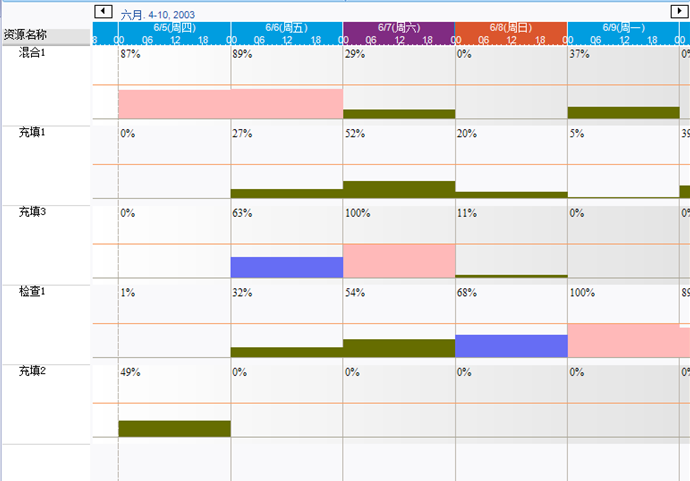 六月. 4-10, 2003
6/5(周四) 6/6(周五) 6/7(周六) 6/8(周日) 6/9(周一)
资源名称 8 00 06 12 18 00 06 12 18 00 06 12 18 00 06 12 18 00 06 12 18 00
混合1 87% 89% 29% 0% 37% 0%
充填1 0% 27% 52% 20% 5%
充填3 0% 63% 100% 11% 0% 0%
检查1 1% 32% 54% 68% 100%
充填2 49% 0% 0% 0% 0% 0%